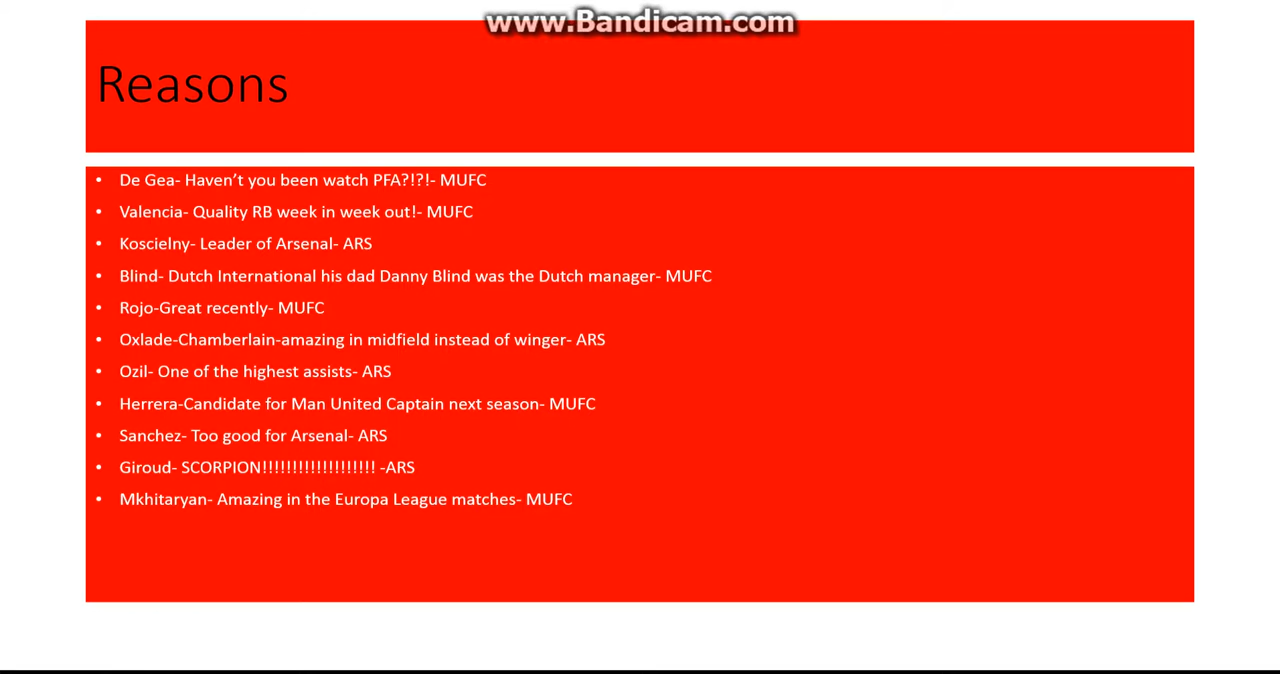 www.Bandicam.com
Reasons
• De Gea- Haven’t you been watch PFA?!?!- MUFC
• Valencia- Quality RB week in week out!- MUFC
• Koscielny- Leader of Arsenal- ARS
• Blind- Dutch International his dad Danny Blind was the Dutch manager- MUFC
• Rojo-Great recently- MUFC
• Oxlade-Chamberlain-amazing in midfield instead of winger- ARS
• Ozil- One of the highest assists- ARS
• Herrera-Candidate for Man United Captain next season- MUFC
• Sanchez- Too good for Arsenal- ARS
• Giroud- SCORPION!!!!!!!!!!!!!!!!!!! -ARS
• Mkhitaryan- Amazing in the Europa League matches- MUFC